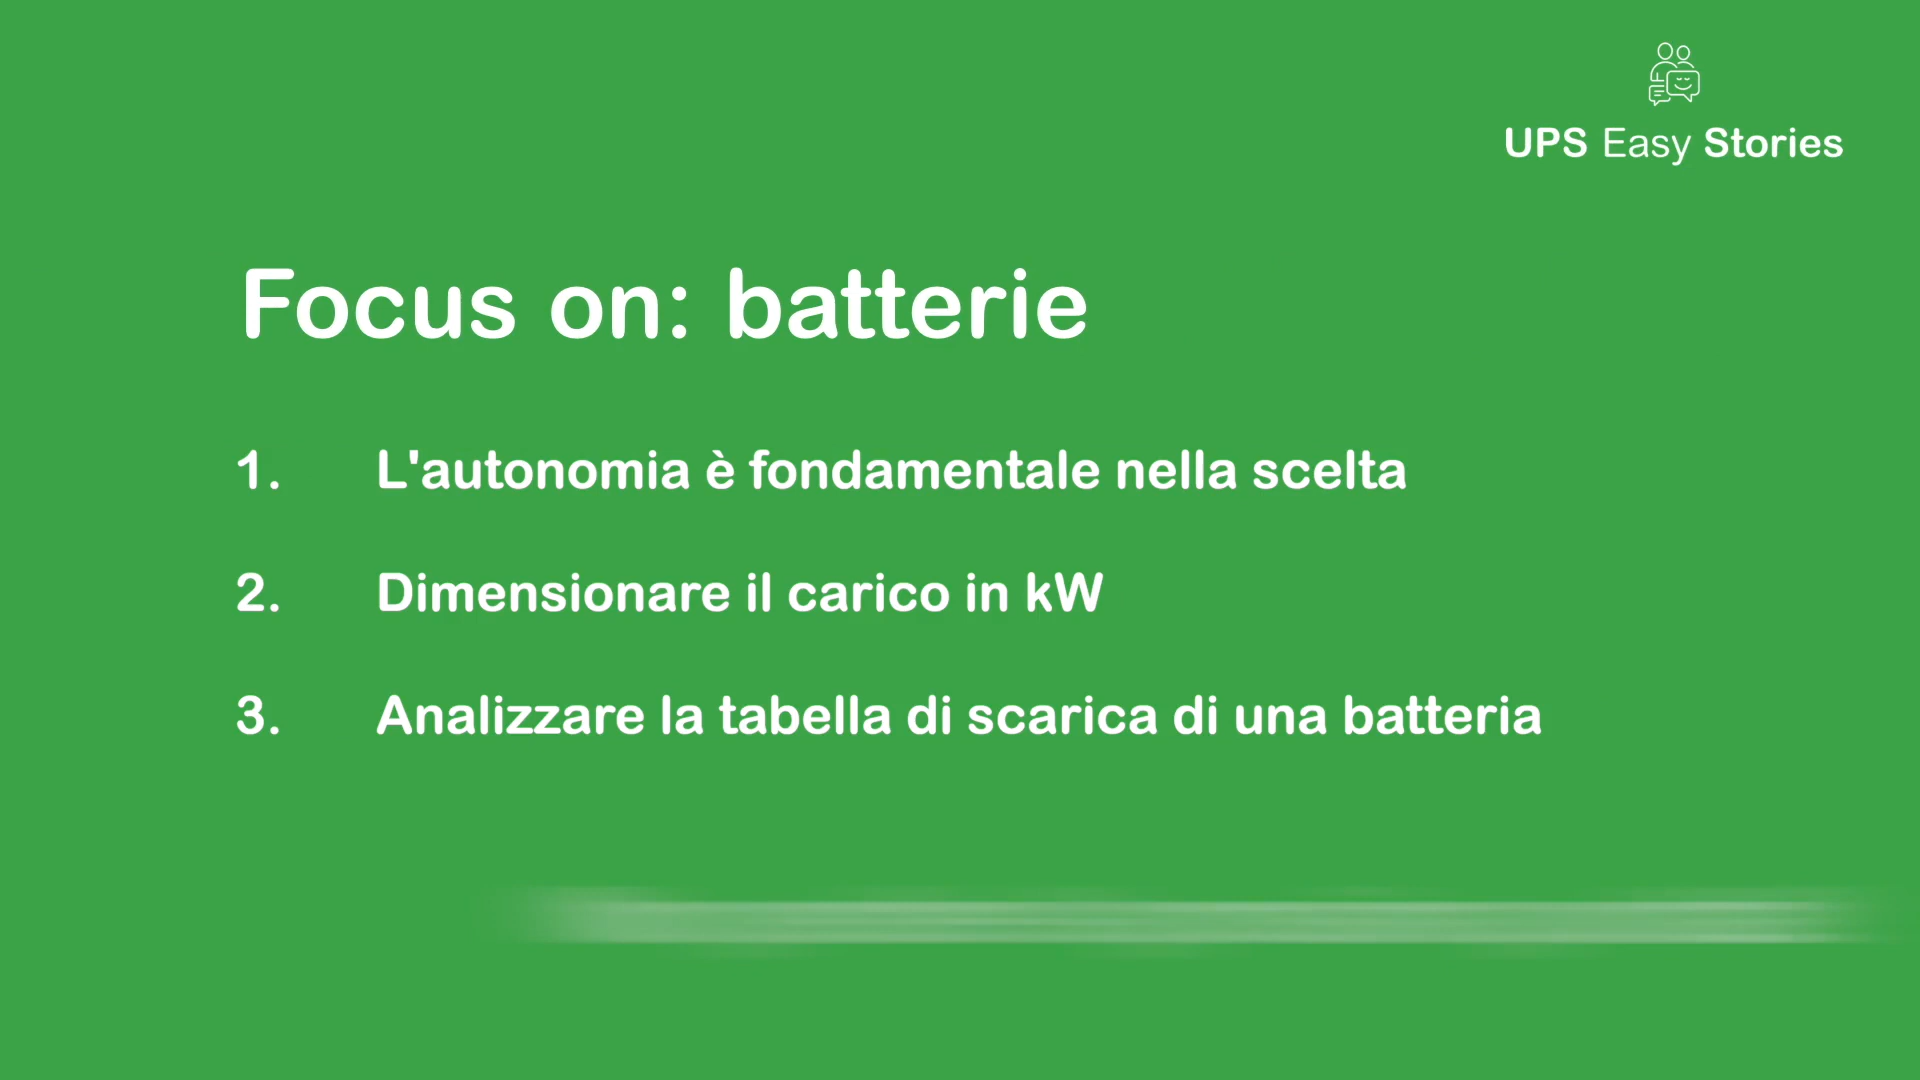 UPS Easy Stories
Focus on: batterie
1. L'autonomia è fondamentale nella scelta
2. Dimensionare il carico in kW
3. Analizzare la tabella di scarica di una batteria